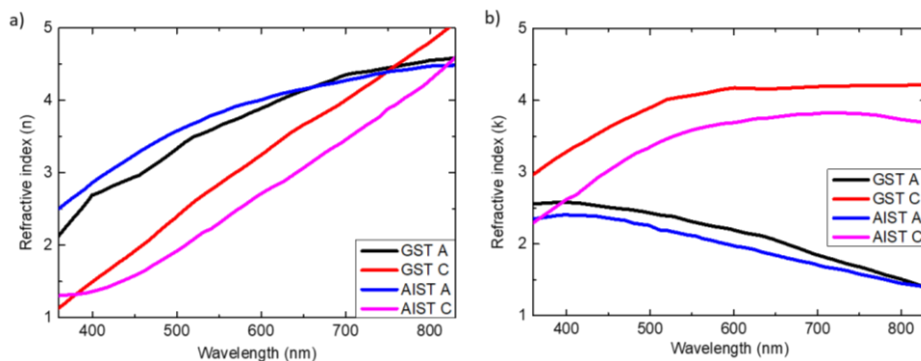 a)
5
4
3
2
1
Refractive index (n)
GST A
GST C
AIST A
AIST C
400 500 600 700 800
Wavelength (nm)
b)
5
4
3
2
1
Refractive index (k)
GST A
GST C
AIST A
AIST C
400 500 600 700 800
Wavelength (nm)